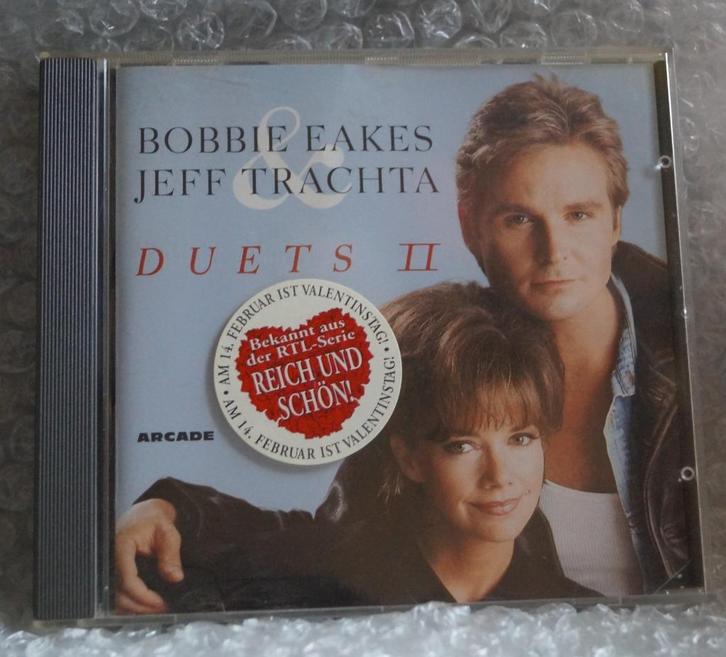 BOBBIE EAKES
&
JEFF TRACHTA
DUETS II
AM 14. FEBRUAR IST VALENTINSTAG! •
AM 14. FEBRUAR IST VALENTINSTAG! •
Bekannt aus
der RTL-Serie
REICH UND
SCHÖN!
ARCADE